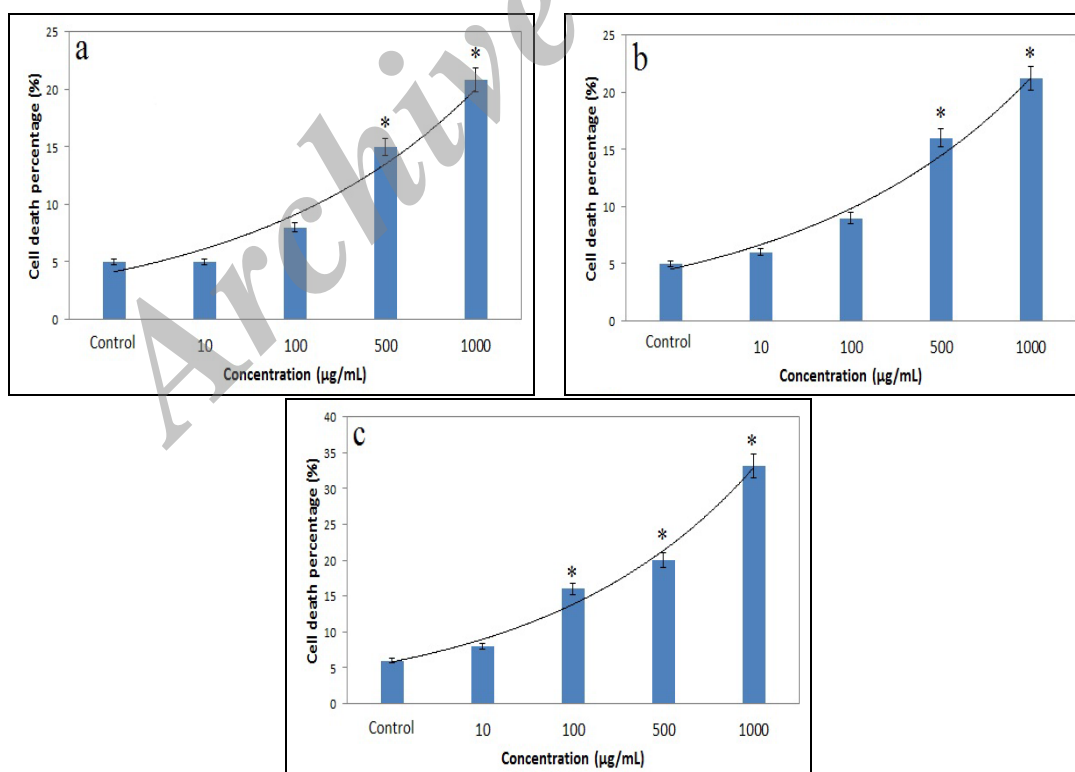 a
Cell death percentage (%)
25
20
15
10
5
0
*
*
Control 10 100 500 1000
Concentration (µg/mL)
b
Cell death percentage (%)
25
20
15
10
5
0
*
*
Control 10 100 500 1000
Concentration (µg/mL)
c
Cell death percentage (%)
40
35
30
25
20
15
10
5
0
*
*
*
Control 10 100 500 1000
Concentration (µg/mL)
Archive